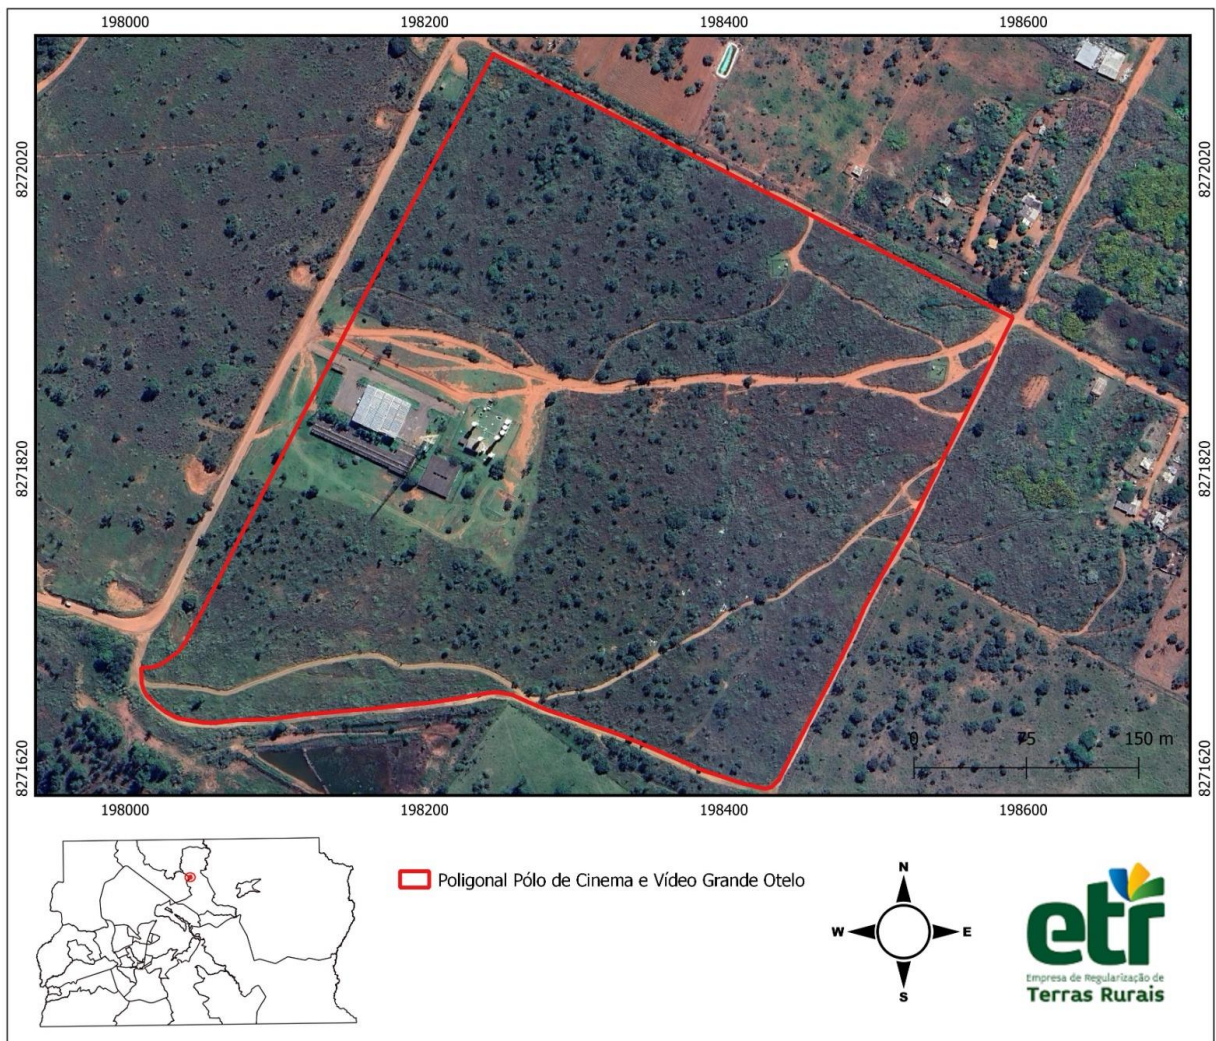 198000 198200 198400 198600
8272020 8272020
8271820 8271820
8271620 8271620
0 75 150 m
198000 198200 198400 198600
Poligonal Pólo de Cinema e Vídeo Grande Otelo
N
W E
S
etr
Empresa de Regularização de
Terras Rurais